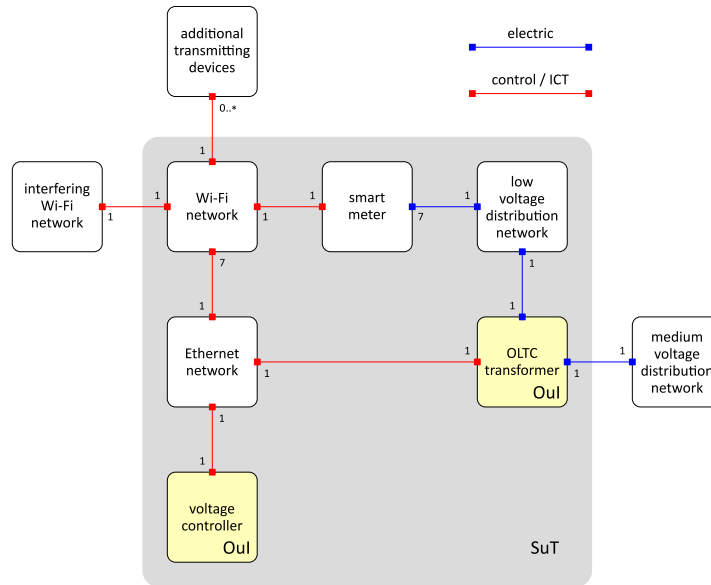 additional
transmitting
devices
electric
control / ICT
0..*
1
interfering
Wi-Fi
network
1
1
Wi-Fi
network
1
1
smart
meter
7
1
low
voltage
distribution
network
7
1
1
1
Ethernet
network
1
1
OLTC
transformer
OuI
1
1
medium
voltage
distribution
network
1
1
voltage
controller
OuI
SuT